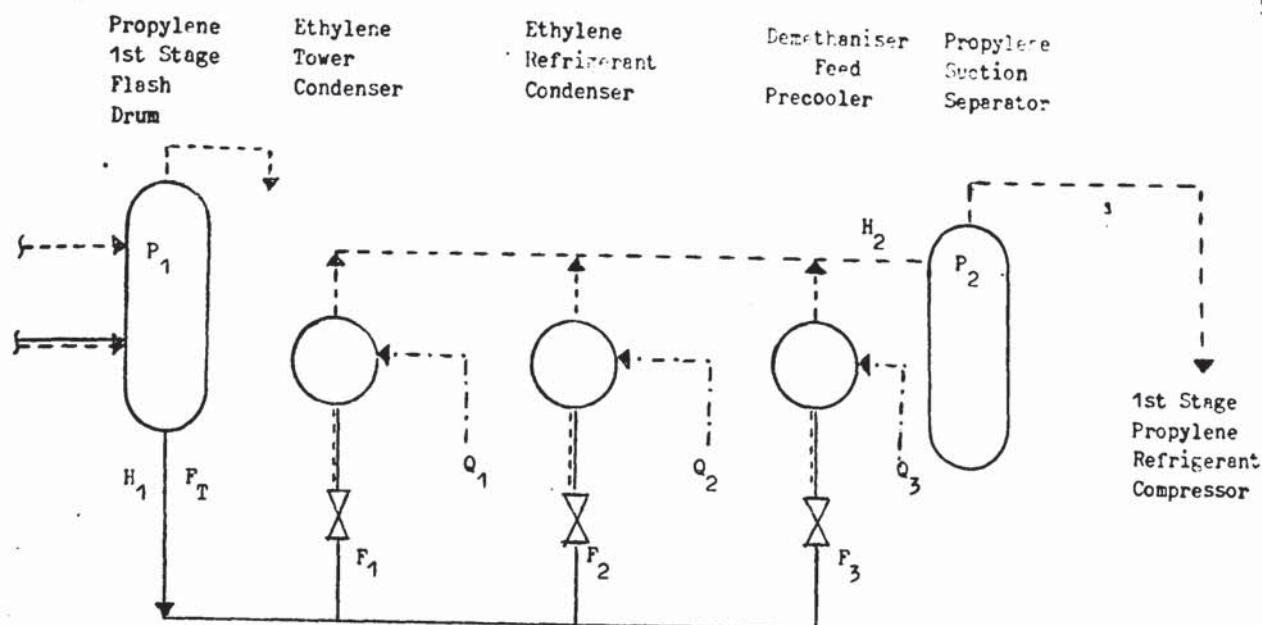 Propylene
1st Stage
Flash
Drum
Ethylene
Tower
Condenser
Ethylene
Refrigerant
Condenser
Demethaniser
Feed
Precooler
Propylene
Suction
Separator
P1
H2
P2
Q1
Q2
Q3
H1 FT
F1
F2
F3
1st Stage
Propylene
Refrigerant
Compressor